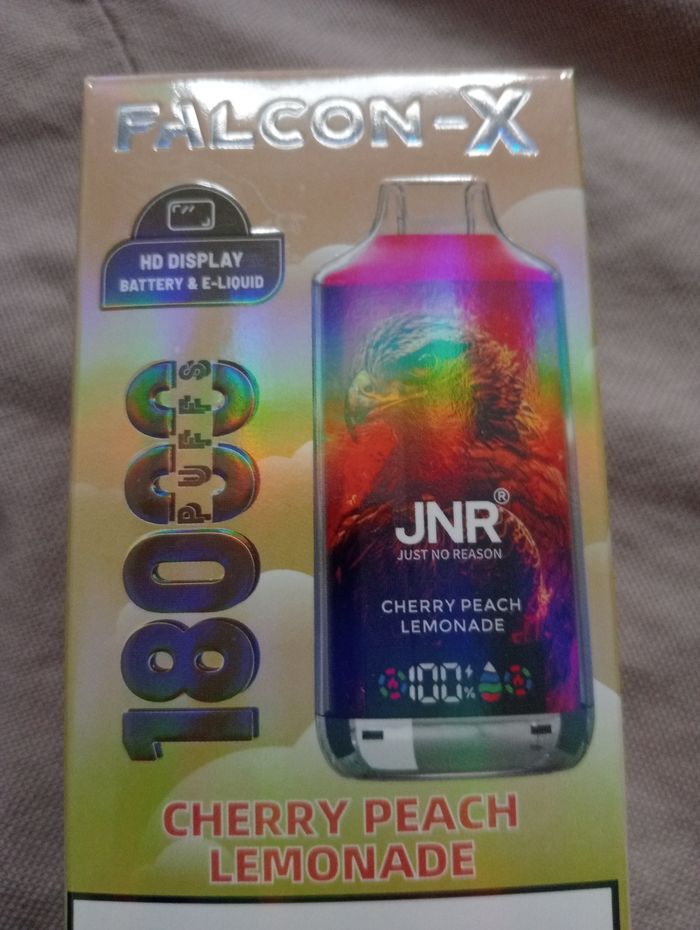 FALCON-X
HD DISPLAY
BATTERY & E-LIQUID
18000
PUFFS
JNR®
JUST NO REASON
CHERRY PEACH
LEMONADE
100%
CHERRY PEACH
LEMONADE